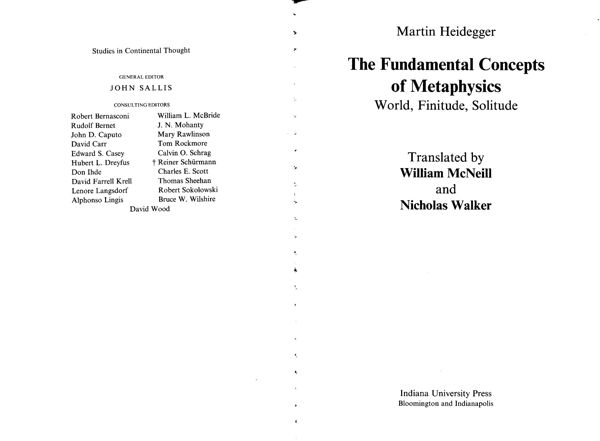 Studies in Continental Thought
GENERAL EDITOR
JOHN SALLIS
CONSULTING EDITORS
Robert Bernasconi
Rudolf Bernet
John D. Caputo
David Carr
Edward S. Casey
Hubert L. Dreyfus
Don Ihde
David Farrell Krell
Lenore Langsdorf
Alphonso Lingis
William L. McBride
J. N. Mohanty
Mary Rawlinson
Tom Rockmore
Calvin O. Schrag
† Reiner Schürmann
Charles E. Scott
Thomas Sheehan
Robert Sokolowski
Bruce W. Wilshire
David Wood
Martin Heidegger
The Fundamental Concepts
of Metaphysics
World, Finitude, Solitude
Translated by
William McNeill
and
Nicholas Walker
Indiana University Press
Bloomington and Indianapolis